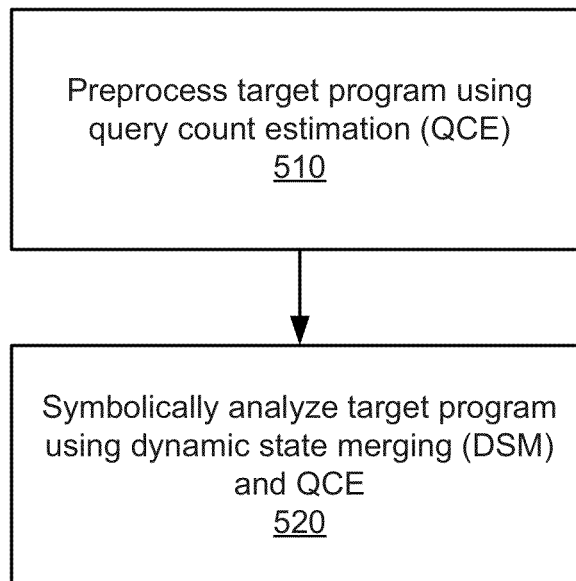 Preprocess target program using
query count estimation (QCE)
510
Symbolically analyze target program
using dynamic state merging (DSM)
and QCE
520